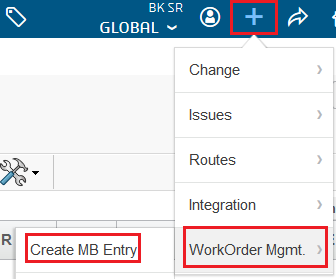 BK SR
GLOBAL
Change
Issues
Routes
Integration
R
Create MB Entry
WorkOrder Mgmt.